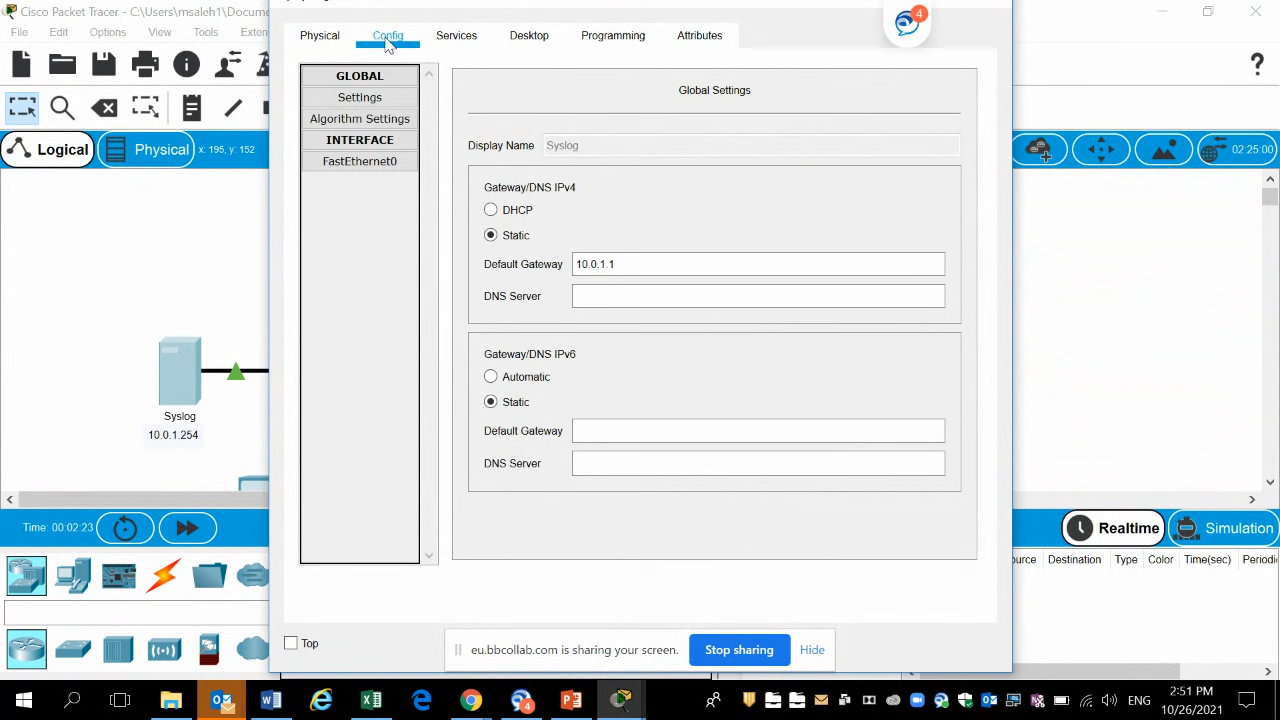 Cisco Packet Tracer - C:\Users\msaleh1\Docume
File Edit Options View Tools Exten
Physical Config Services Desktop Programming Attributes
4
Logical Physical x: 195, y: 152
02:25:00
GLOBAL
Settings
Algorithm Settings
INTERFACE
FastEthernet0
Global Settings
Display Name Syslog
Gateway/DNS IPv4
DHCP
Static
Default Gateway 10.0.1.1
DNS Server
Gateway/DNS IPv6
Automatic
Static
Default Gateway
DNS Server
Syslog
10.0.1.254
Time: 00:02:23
Realtime Simulation
ource Destination Type Color Time(sec) Periodi
Top
eu.bbcollab.com is sharing your screen. Stop sharing Hide
4
ENG
2:51 PM
10/26/2021